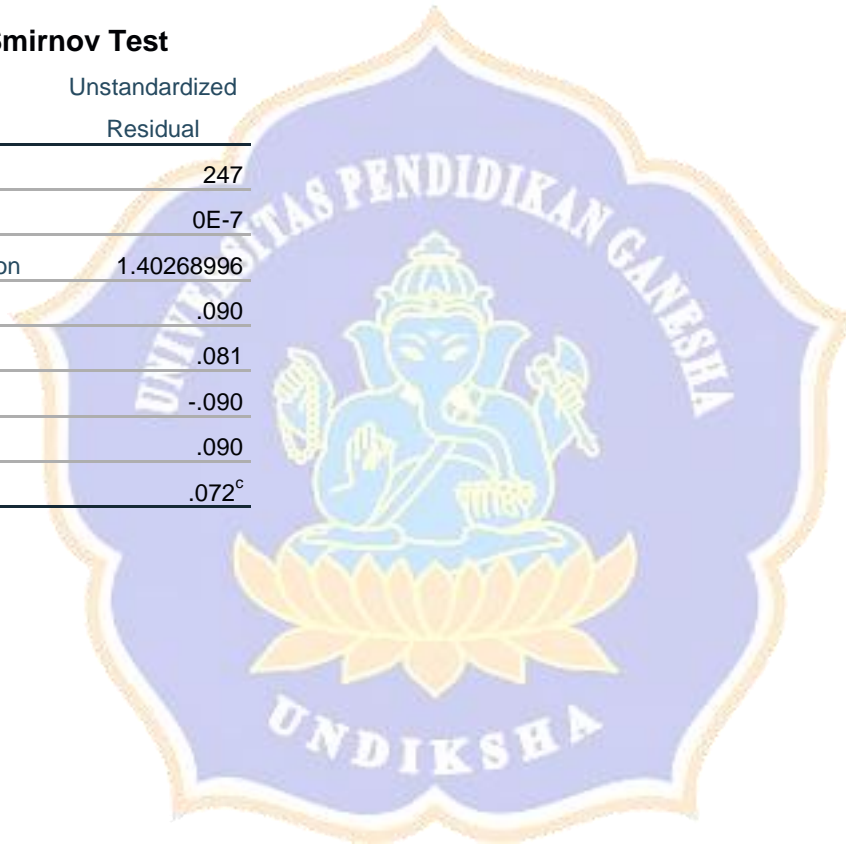 Smirnov Test
Unstandardized
Residual
247
0E-7
on 1.40268996
.090
.081
-.090
.090
.072c
UNIVERSITAS PENDIDIKAN GANESHA
UNDIKSHA